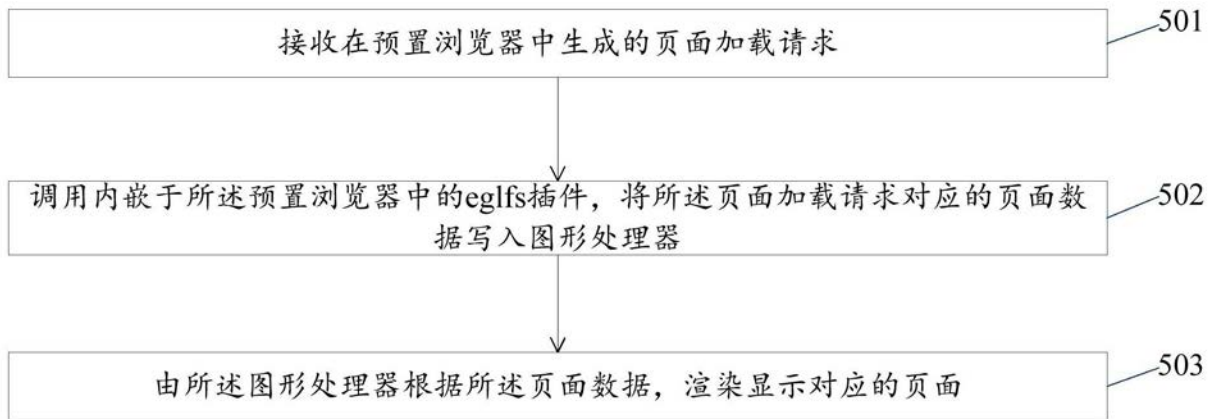 接收在预置浏览器中生成的页面加载请求
501
调用内嵌于所述预置浏览器中的eglfs插件，将所述页面加载请求对应的页面数
据写入图形处理器
502
由所述图形处理器根据所述页面数据，渲染显示对应的页面
503